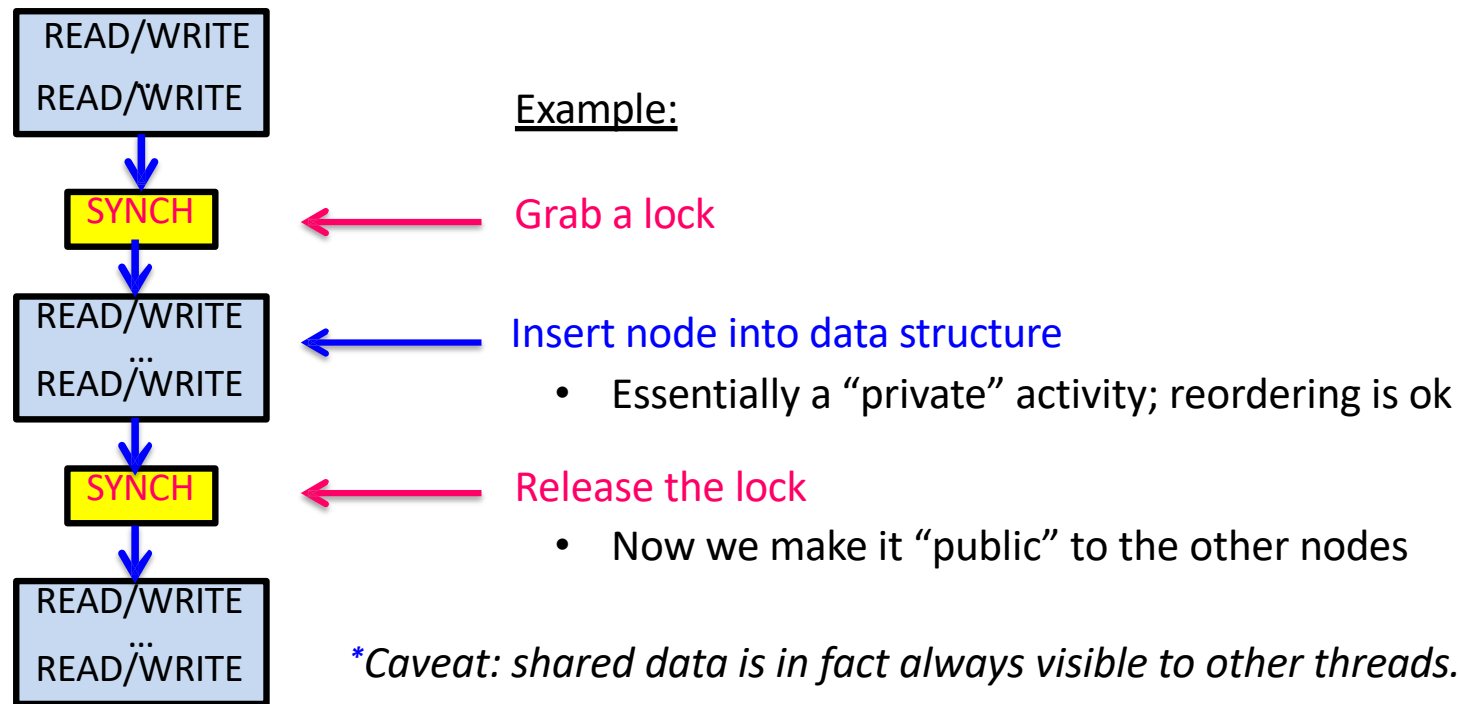 READ/WRITE
...
READ/WRITE
Example:
SYNCH
Grab a lock
READ/WRITE
...
READ/WRITE
Insert node into data structure
• Essentially a “private” activity; reordering is ok
SYNCH
Release the lock
• Now we make it “public” to the other nodes
READ/WRITE
...
READ/WRITE
*Caveat: shared data is in fact always visible to other threads.